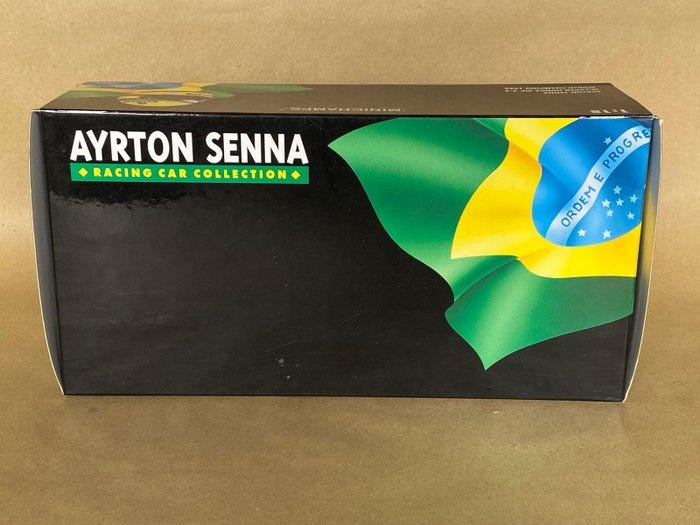 AYRTON SENNA
RACING CAR COLLECTION
ORDEM E PROGRE
MINICHAMPS
1:18